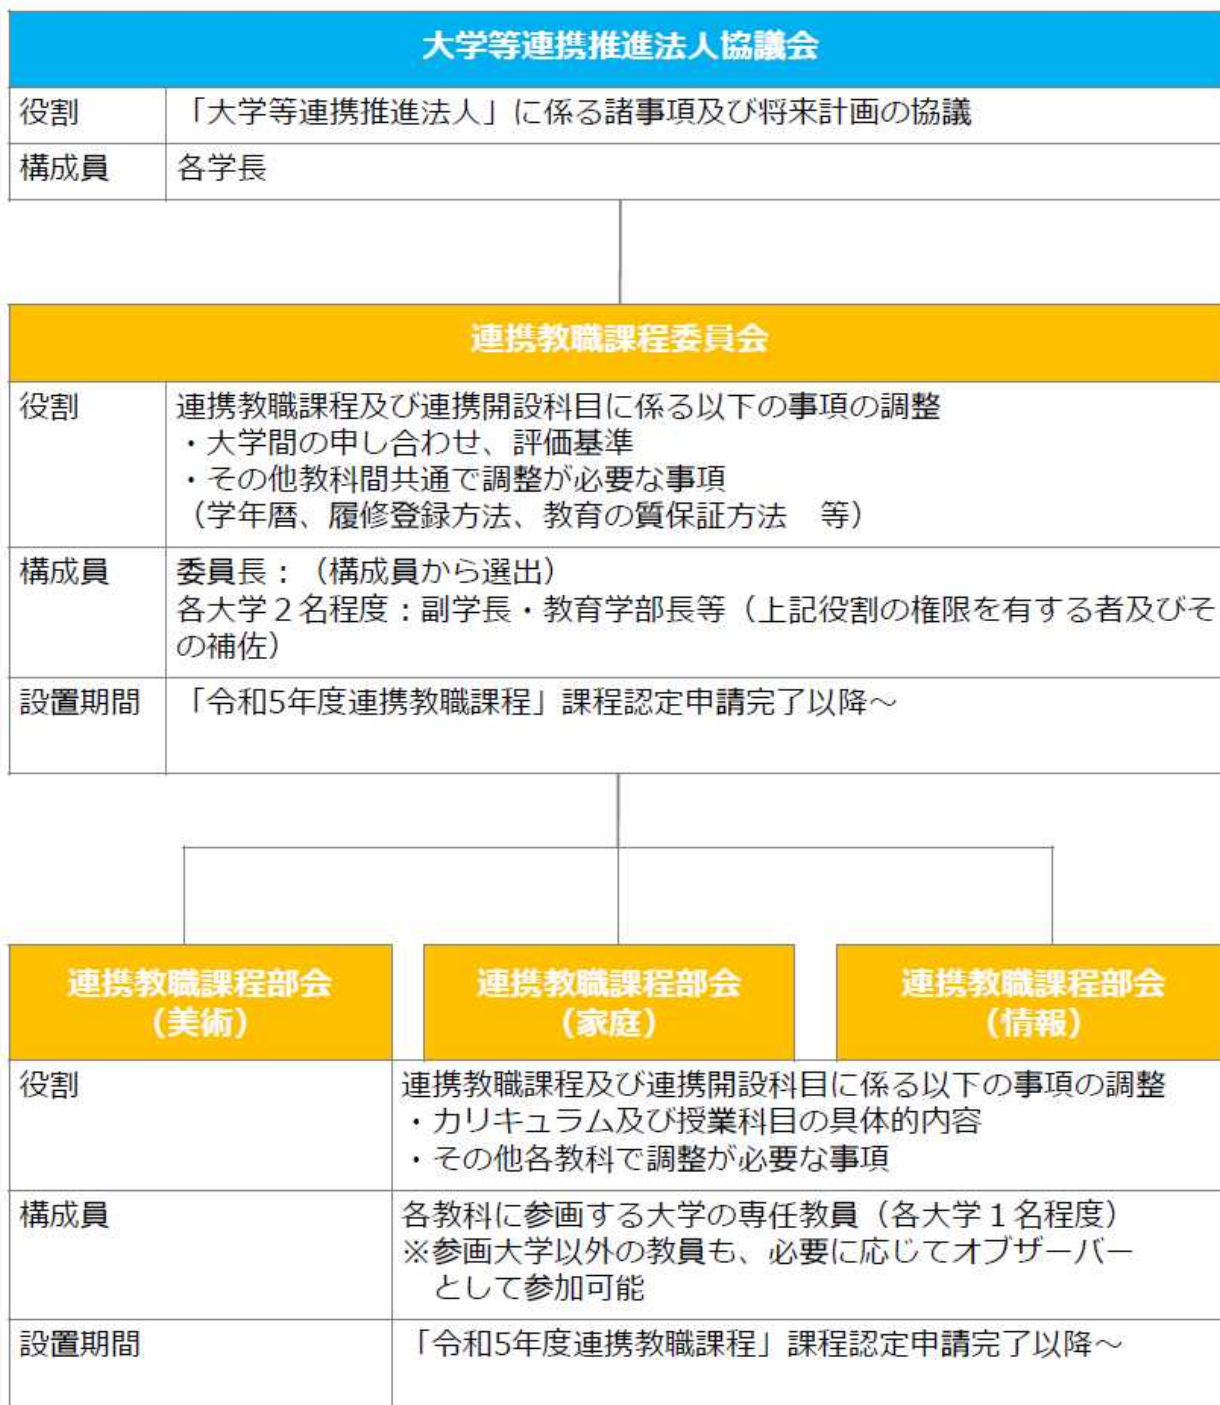 大学等連携推進法人協議会
役割 「大学等連携推進法人」に係る諸事項及び将来計画の協議
構成員 各学長
連携教職課程委員会
役割 連携教職課程及び連携開設科目に係る以下の事項の調整
・大学間の申し合わせ、評価基準
・その他教科間共通で調整が必要な事項
（学年暦、履修登録方法、教育の質保証方法　等）
構成員 委員長：（構成員から選出）
各大学２名程度：副学長・教育学部長等（上記役割の権限を有する者及びそ
の補佐）
設置期間 「令和5年度連携教職課程」課程認定申請完了以降～
連携教職課程部会
（美術）
連携教職課程部会
（家庭）
連携教職課程部会
（情報）
役割 連携教職課程及び連携開設科目に係る以下の事項の調整
・カリキュラム及び授業科目の具体的内容
・その他各教科で調整が必要な事項
構成員 各教科に参画する大学の専任教員（各大学１名程度）
※参画大学以外の教員も、必要に応じてオブザーバー
として参加可能
設置期間 「令和5年度連携教職課程」課程認定申請完了以降～